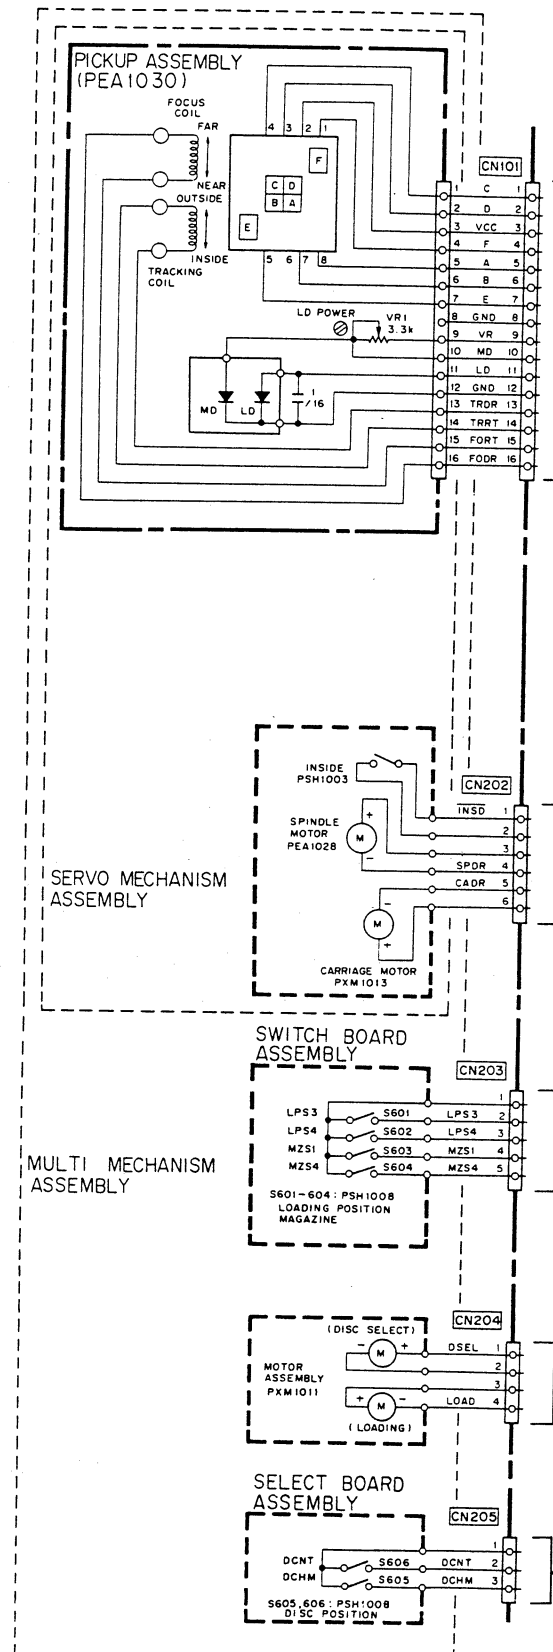 PICKUP ASSEMBLY
(PEA1030)
FOCUS
COIL
FAR
NEAR
OUTSIDE
INSIDE
TRACKING
COIL
4 3 2 1
F
C D
B A
E
5 6 7 8
LD POWER
VR1
3.3k
MD
LD
1
/16
CN101
1 C 1
2 D 2
3 VCC 3
4 F 4
5 A 5
6 B 6
7 E 7
8 GND 8
9 VR 9
10 MD 10
11 LD 11
12 GND 12
13 TRDR 13
14 TRRT 14
15 FORT 15
16 FODR 16
SERVO MECHANISM
ASSEMBLY
INSIDE
PSH1003
SPINDLE
MOTOR
PEA1028
+
M
-
-
M
+
CARRIAGE MOTOR
PXM1013
CN202
INSD 1
2
3
SPDR 4
CADR 5
6
MULTI MECHANISM
ASSEMBLY
SWITCH BOARD
ASSEMBLY
CN203
1
LPS3 S601 LPS3 2
LPS4 S602 LPS4 3
MZS1 S603 MZS1 4
MZS4 S604 MZS4 5
S601-604: PSH1008
LOADING POSITION
MAGAZINE
CN204
(DISC SELECT)
- M + DSEL 1
2
MOTOR
ASSEMBLY
PXM1011
3
+ M - LOAD 4
(LOADING)
SELECT BOARD
ASSEMBLY
CN205
1
DCNT S606 DCNT 2
DCHM S605 DCHM 3
S605,606: PSH1008
DISC POSITION